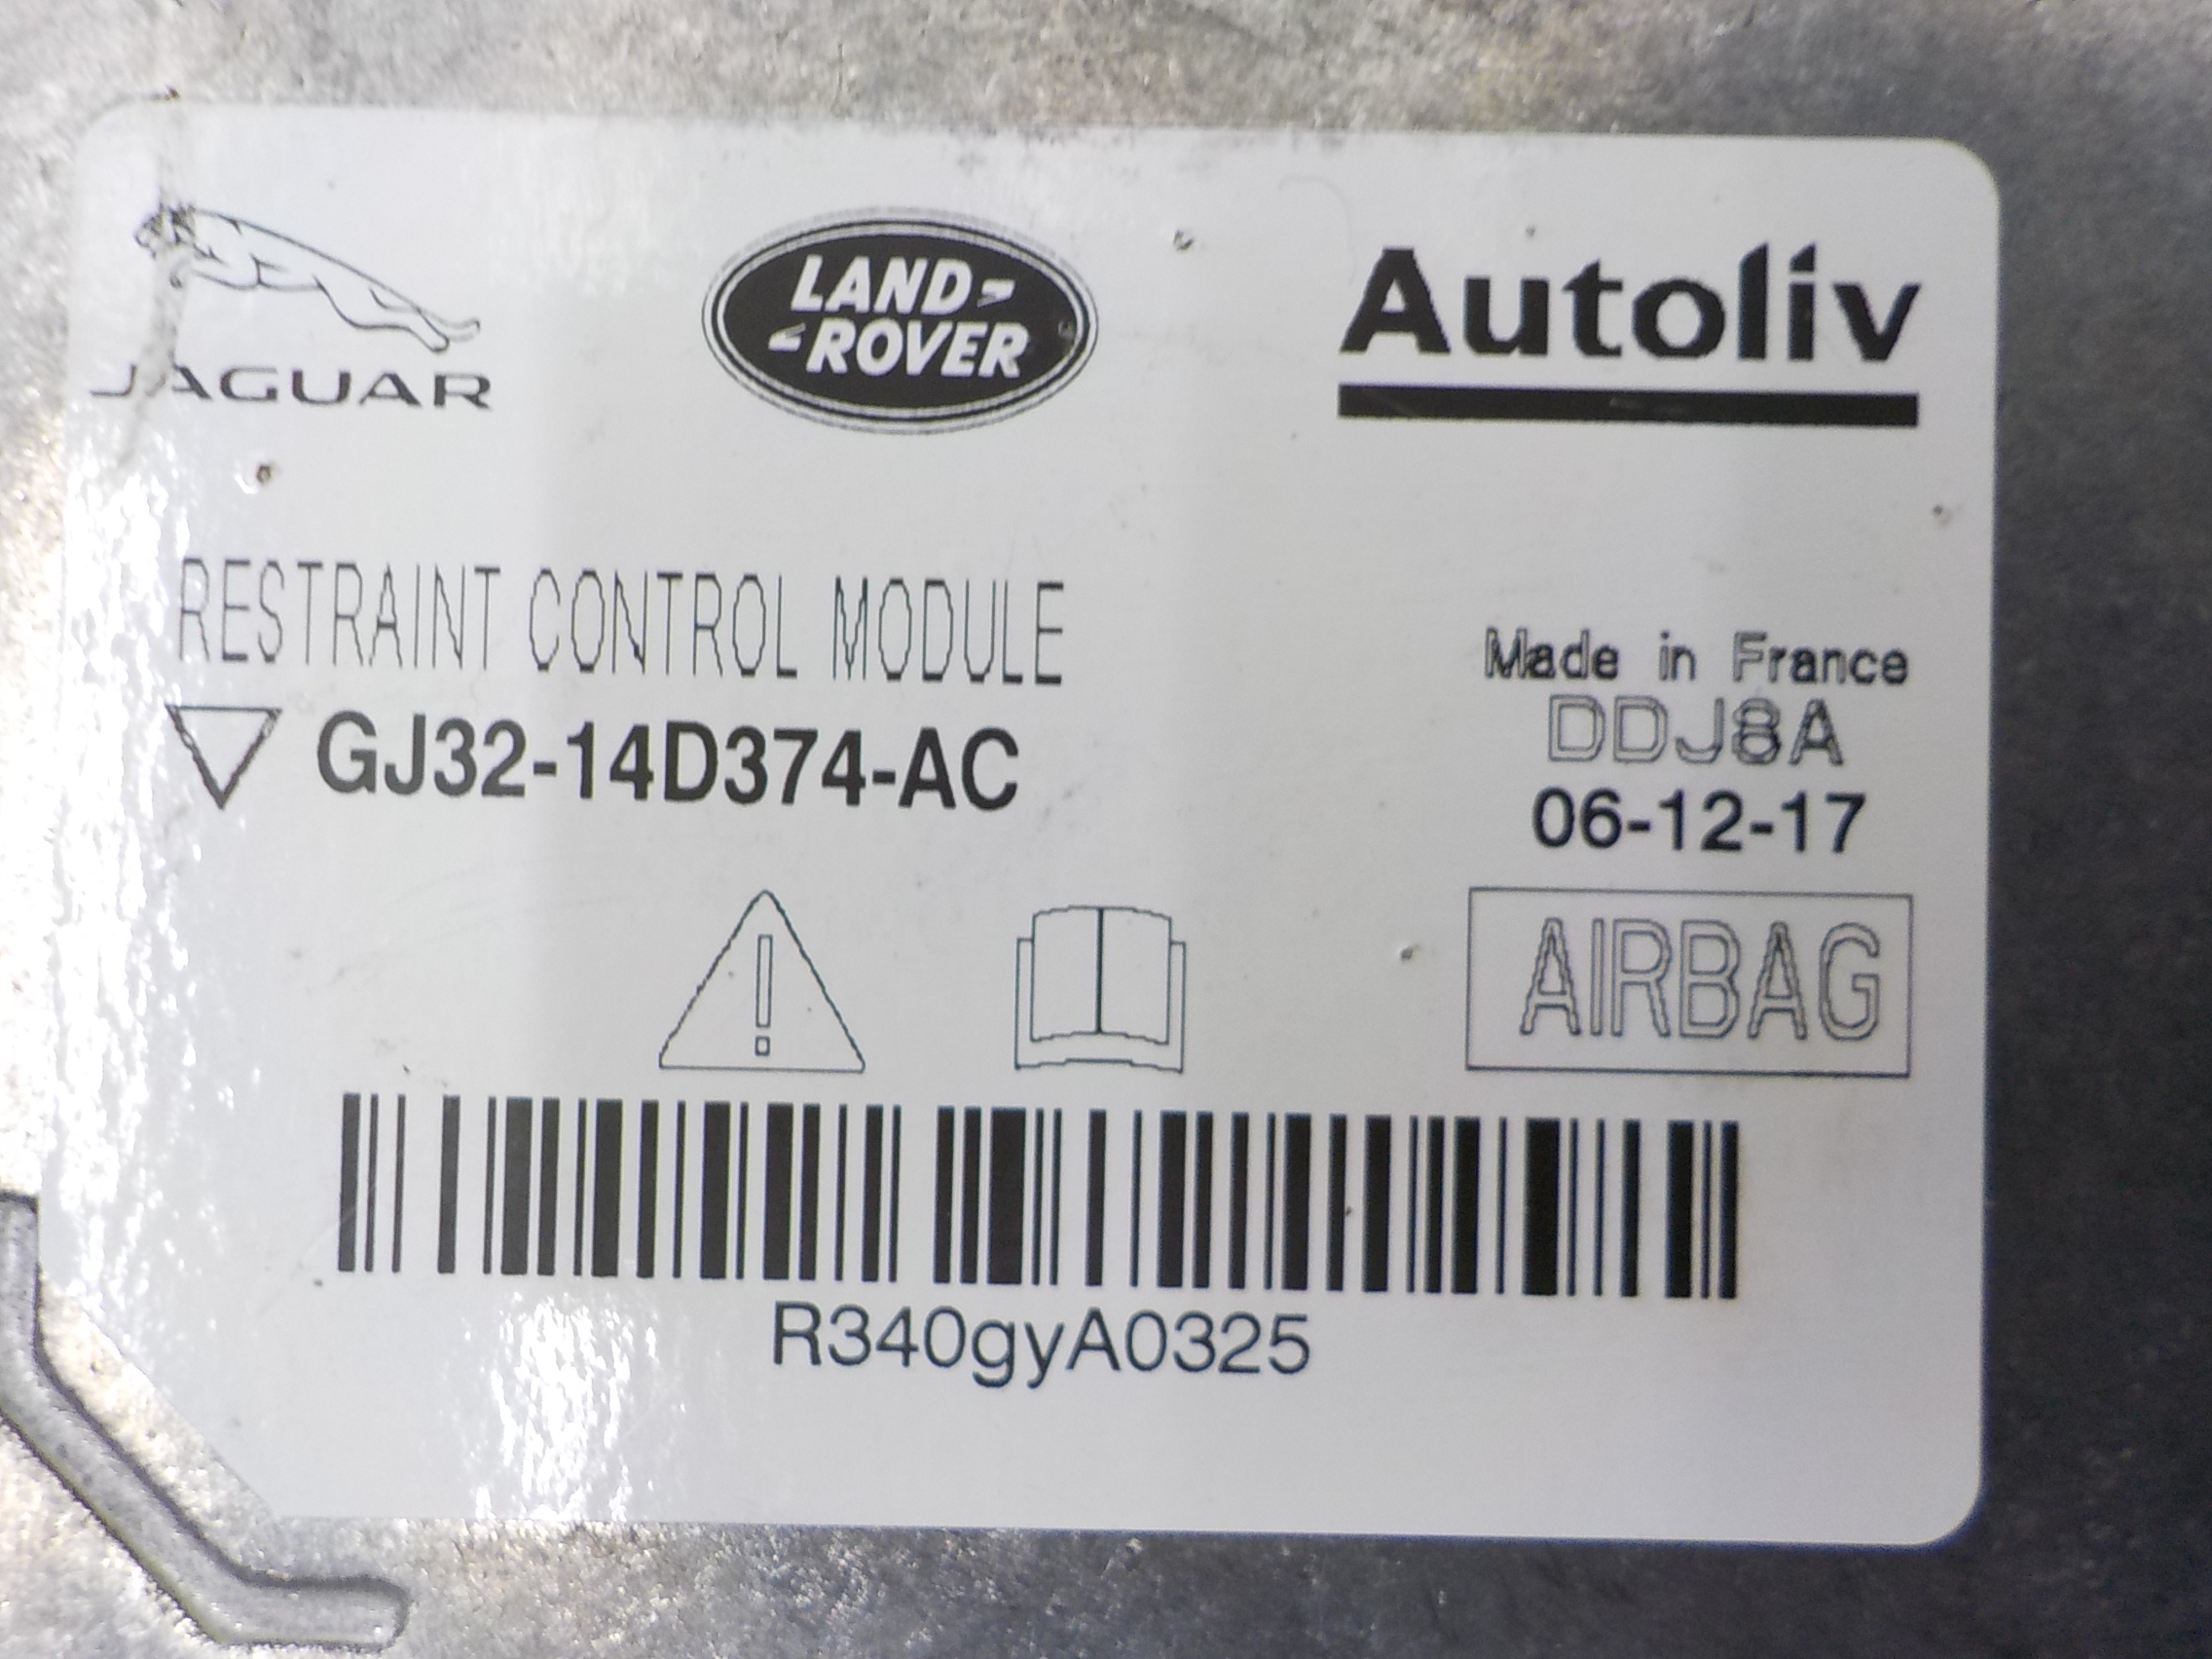 JAGUAR
LAND-
ROVER
Autoliv
RESTRAINT CONTROL MODULE
GJ32-14D374-AC
Made in France
DDJ8A
06-12-17
AIRBAG
R340gyA0325